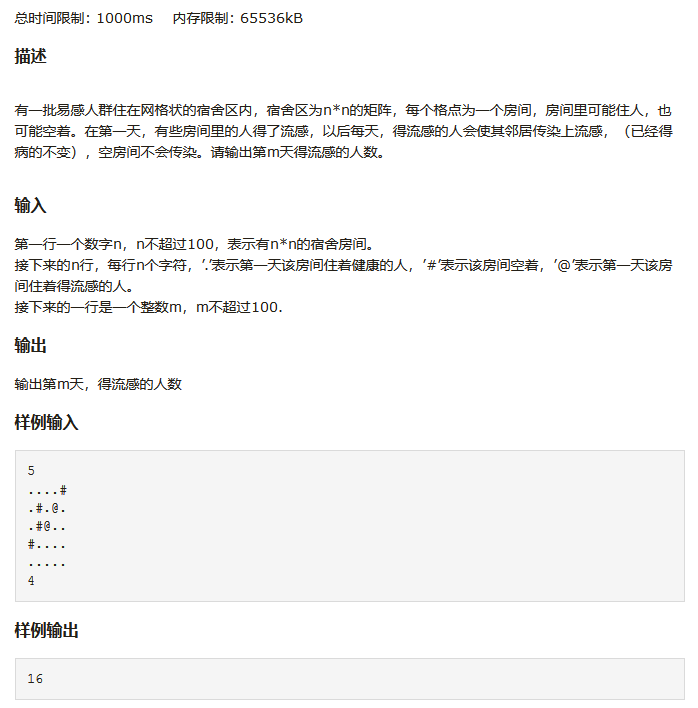 总时间限制: 1000ms 内存限制: 65536kB
描述
有一批易感人群住在网格状的宿舍区内，宿舍区为n*n的矩阵，每个格点为一个房间，房间里可能住人，也
可能空着。在第一天，有些房间里的人得了流感，以后每天，得流感的人会使其邻居传染上流感，（已经得
病的不变），空房间不会传染。请输出第m天得流感的人数。
输入
第一行一个数字n，n不超过100，表示有n*n的宿舍房间。
接下来的n行，每行n个字符，’.’表示第一天该房间住着健康的人，’#’表示该房间空着，’@’表示第一天该房
间住着得流感的人。
接下来的一行是一个整数m，m不超过100.
输出
输出第m天，得流感的人数
样例输入
5
....#
.#.@.
.#@..
#....
.....
4
样例输出
16